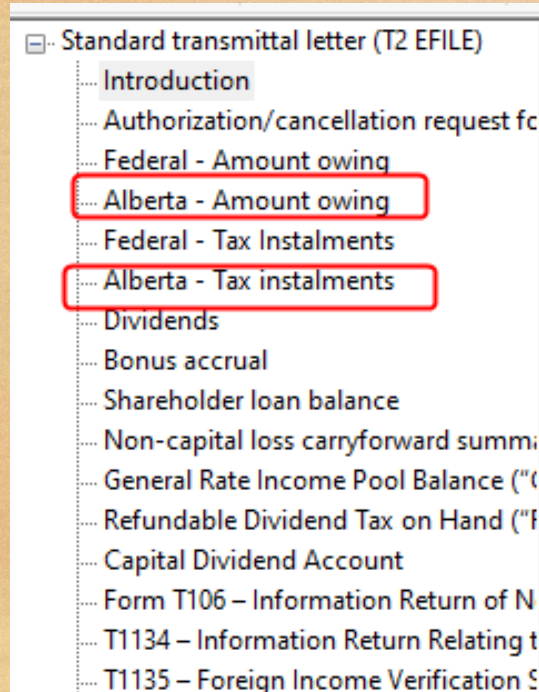 Standard transmittal letter (T2 EFILE)
Introduction
Authorization/cancellation request
Federal - Amount owing
Alberta - Amount owing
Federal - Tax Instalments
Alberta - Tax instalments
Dividends
Bonus accrual
Shareholder loan balance
Non-capital loss carryforward
General Rate Income Pool Balance
Refundable Dividend Tax on Hand
Capital Dividend Account
Form T106 – Information Return of
T1134 – Information Return Relating
T1135 – Foreign Income Verification